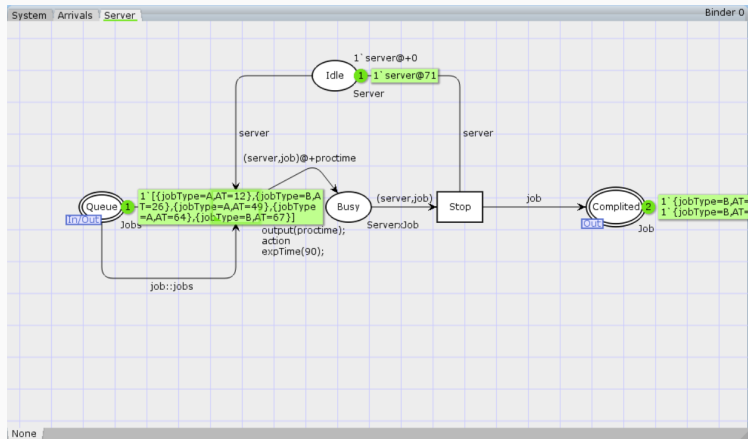 System Arrivals Server
Binder 0
1`server@+0
Idle
1
1`server@71
Server
server
server
(server,job)@+proctime
Queue
1
1`[{jobType=A,AT=12},{jobType=B,A
T=26},{jobType=A,AT=49},{jobType
=A,AT=64},{jobType=B,AT=67}]
In/Out
Jobs
output(proctime);
action
expTime(90);
Busy
(server,job)
ServerxJob
Stop
job
Complited
2
1`{jobType=B,AT=
1`{jobType=B,AT=
Out
Job
job::jobs
None